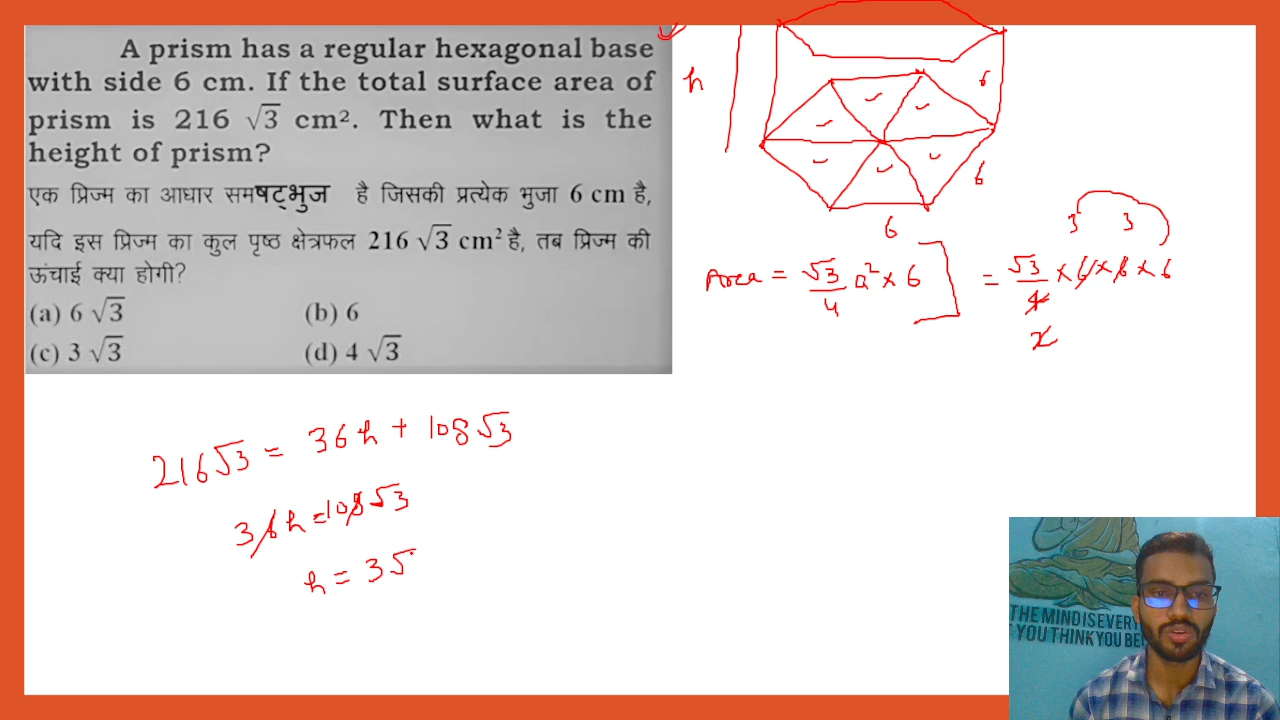 A prism has a regular hexagonal base
with side 6 cm. If the total surface area of
prism is 216 √3 cm². Then what is the
height of prism?
एक प्रिज्म का आधार समषट्भुज है जिसकी प्रत्येक भुजा 6 cm है,
यदि इस प्रिज्म का कुल पृष्ठ क्षेत्रफल 216 √3 cm² है, तब प्रिज्म की
ऊंचाई क्या होगी?
(a) 6 √3 (b) 6
(c) 3 √3 (d) 4 √3
h
6
6
6
3 3
Area = √3/4 a² × 6 = √3/4 × 6 × 6 × 6
2
216√3 = 36h + 108√3
36h = 108√3
h = 3√
THE MIND IS EVERY
YOU THINK YOU BE